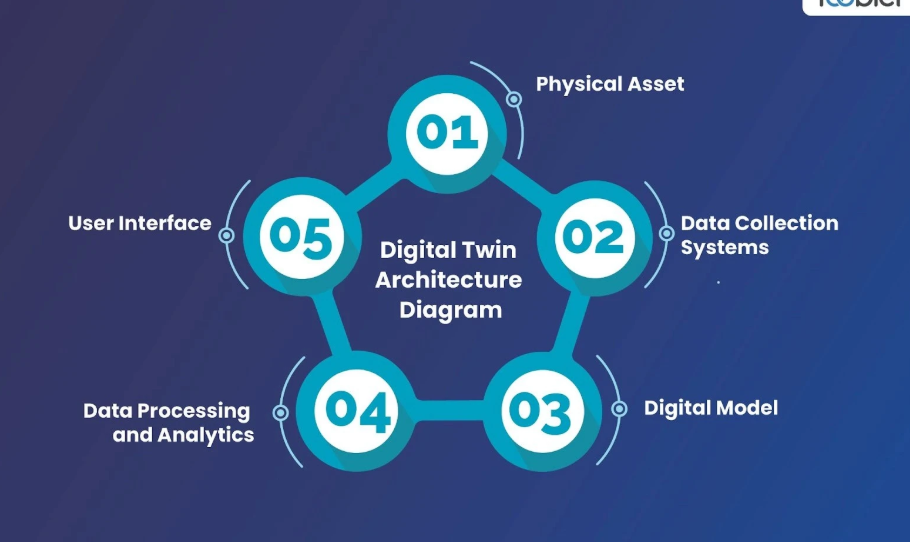 01
Physical Asset
02
Data Collection
Systems
03
Digital Model
04
Data Processing
and Analytics
05
User Interface
Digital Twin
Architecture
Diagram